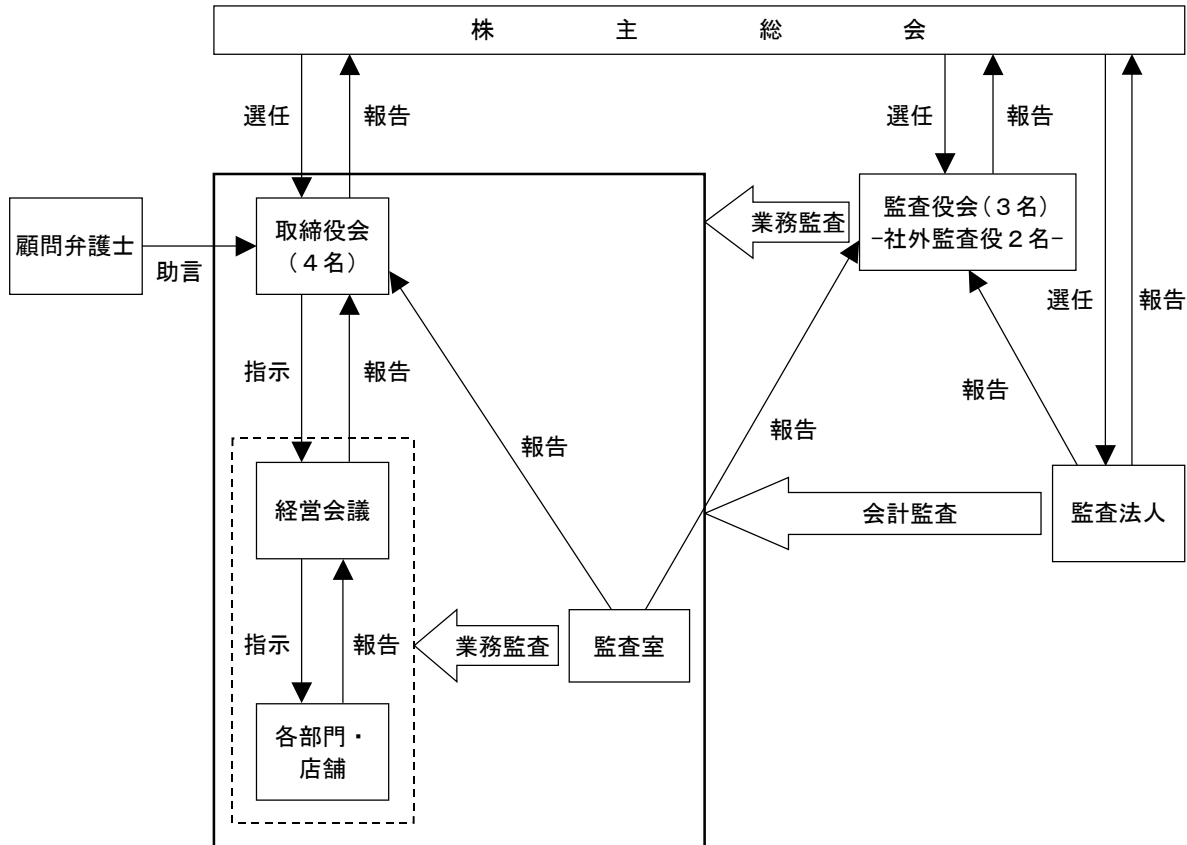 株主総会
選任
報告
選任
報告
顧問弁護士
助言
取締役会
（４名）
業務監査
監査役会（３名）
−社外監査役２名−
選任
報告
指示
報告
報告
報告
報告
経営会議
会計監査
監査法人
指示
報告
業務監査
監査室
各部門・
店舗